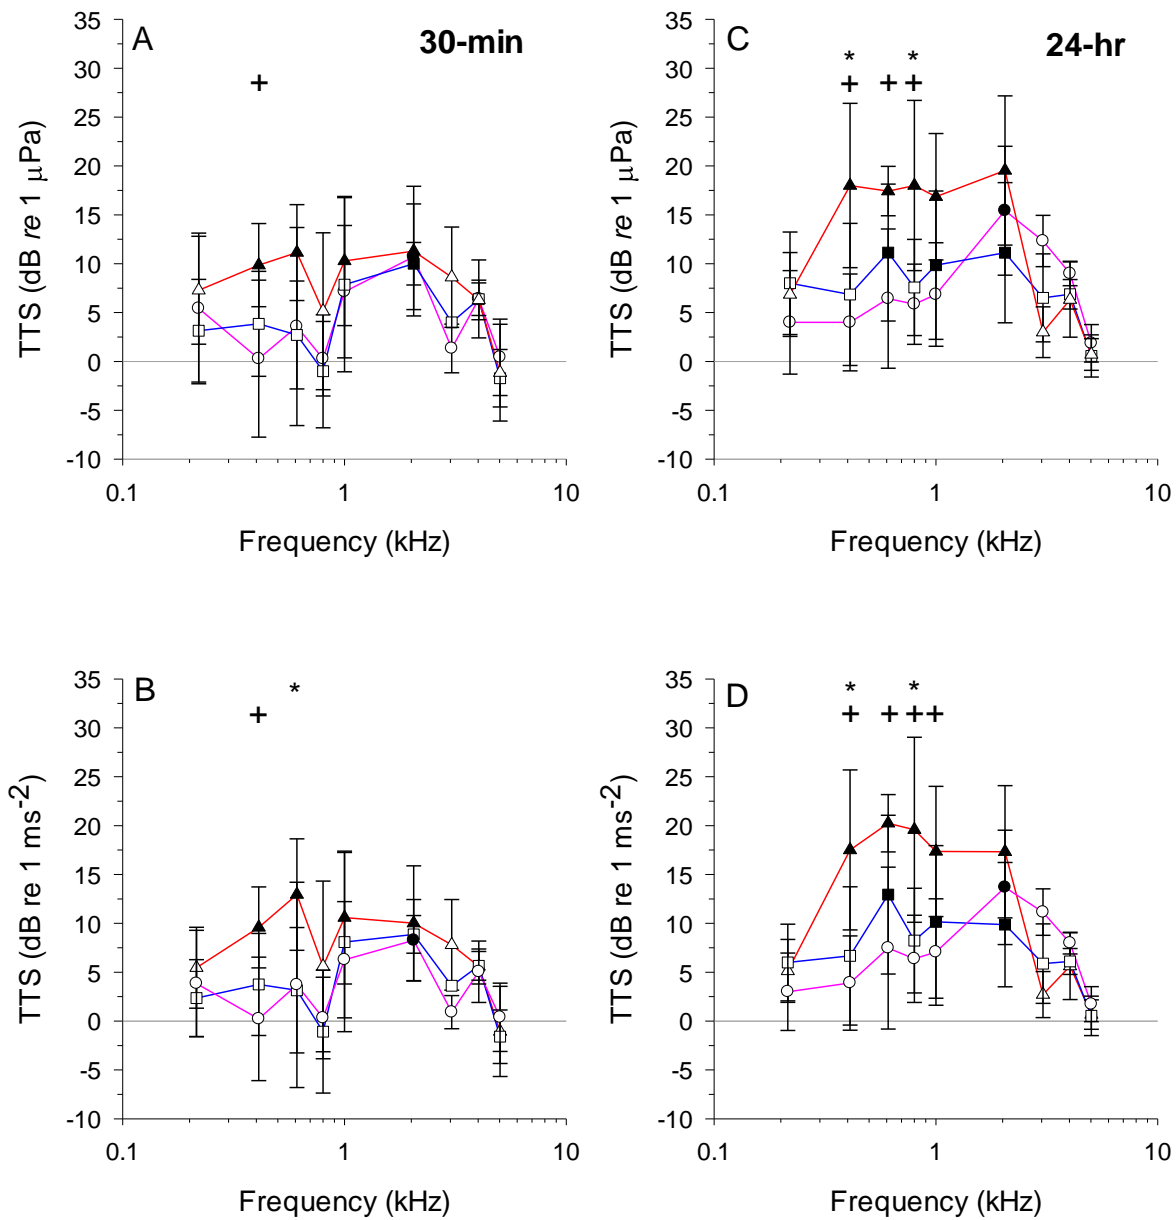 A
30-min
35
30
25
20
15
10
5
0
-5
-10
TTS (dB re 1 μPa)
0.1 1 10
Frequency (kHz)
+
C
24-hr
35
30
25
20
15
10
5
0
-5
-10
TTS (dB re 1 μPa)
0.1 1 10
Frequency (kHz)
* *
+ + +
B
35
30
25
20
15
10
5
0
-5
-10
TTS (dB re 1 ms-2)
0.1 1 10
Frequency (kHz)
*
+
D
35
30
25
20
15
10
5
0
-5
-10
TTS (dB re 1 ms-2)
0.1 1 10
Frequency (kHz)
* *
+ + + +